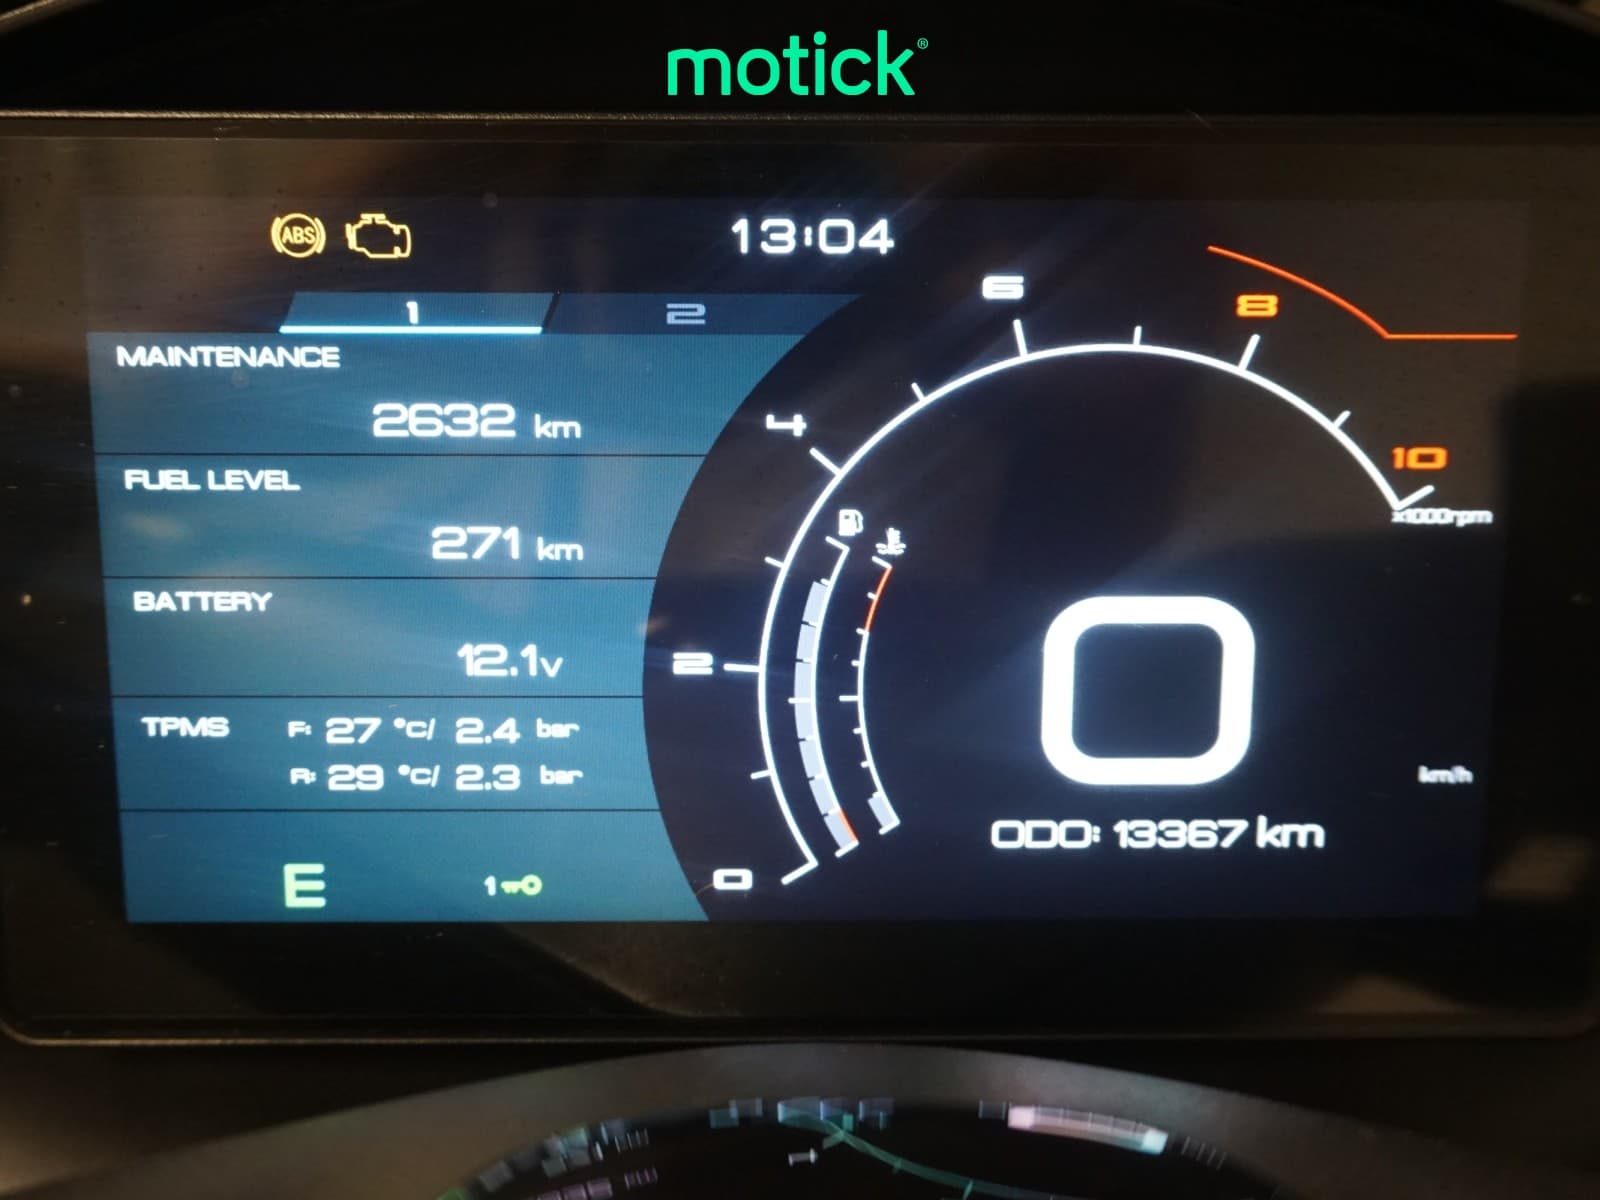 motick®
ABS
13:04
1 2
MAINTENANCE
2632 km
FUEL LEVEL
271 km
BATTERY
12.1v
TPMS F: 27 °C/ 2.4 bar
R: 29 °C/ 2.3 bar
E 1
0
2
4
6
8
10
x1000rpm
0
km/h
ODO: 13367 km